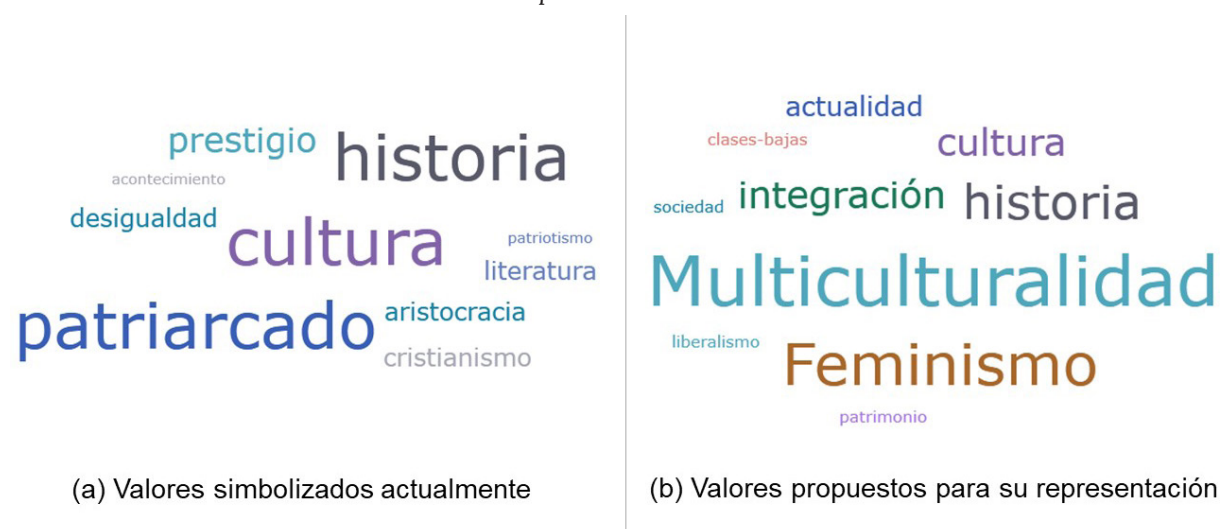 prestigio
historia
acontecimiento
desigualdad
cultura
patriotismo
literatura
patriarcado
aristocracia
cristianismo
(a) Valores simbolizados actualmente
actualidad
clases-bajas
cultura
sociedad
integración
historia
Multiculturalidad
liberalismo
Feminismo
patrimonio
(b) Valores propuestos para su representación